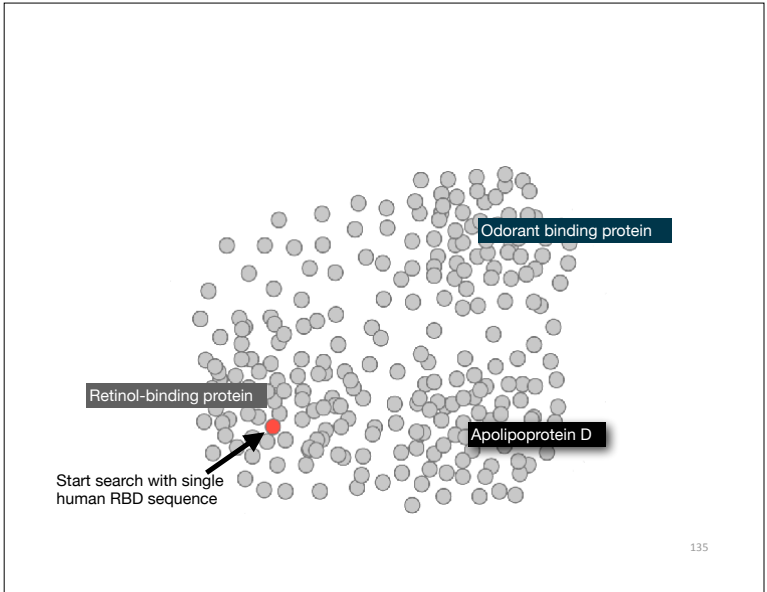 Odorant binding protein
Retinol-binding protein
Apolipoprotein D
Start search with single
human RBD sequence
135